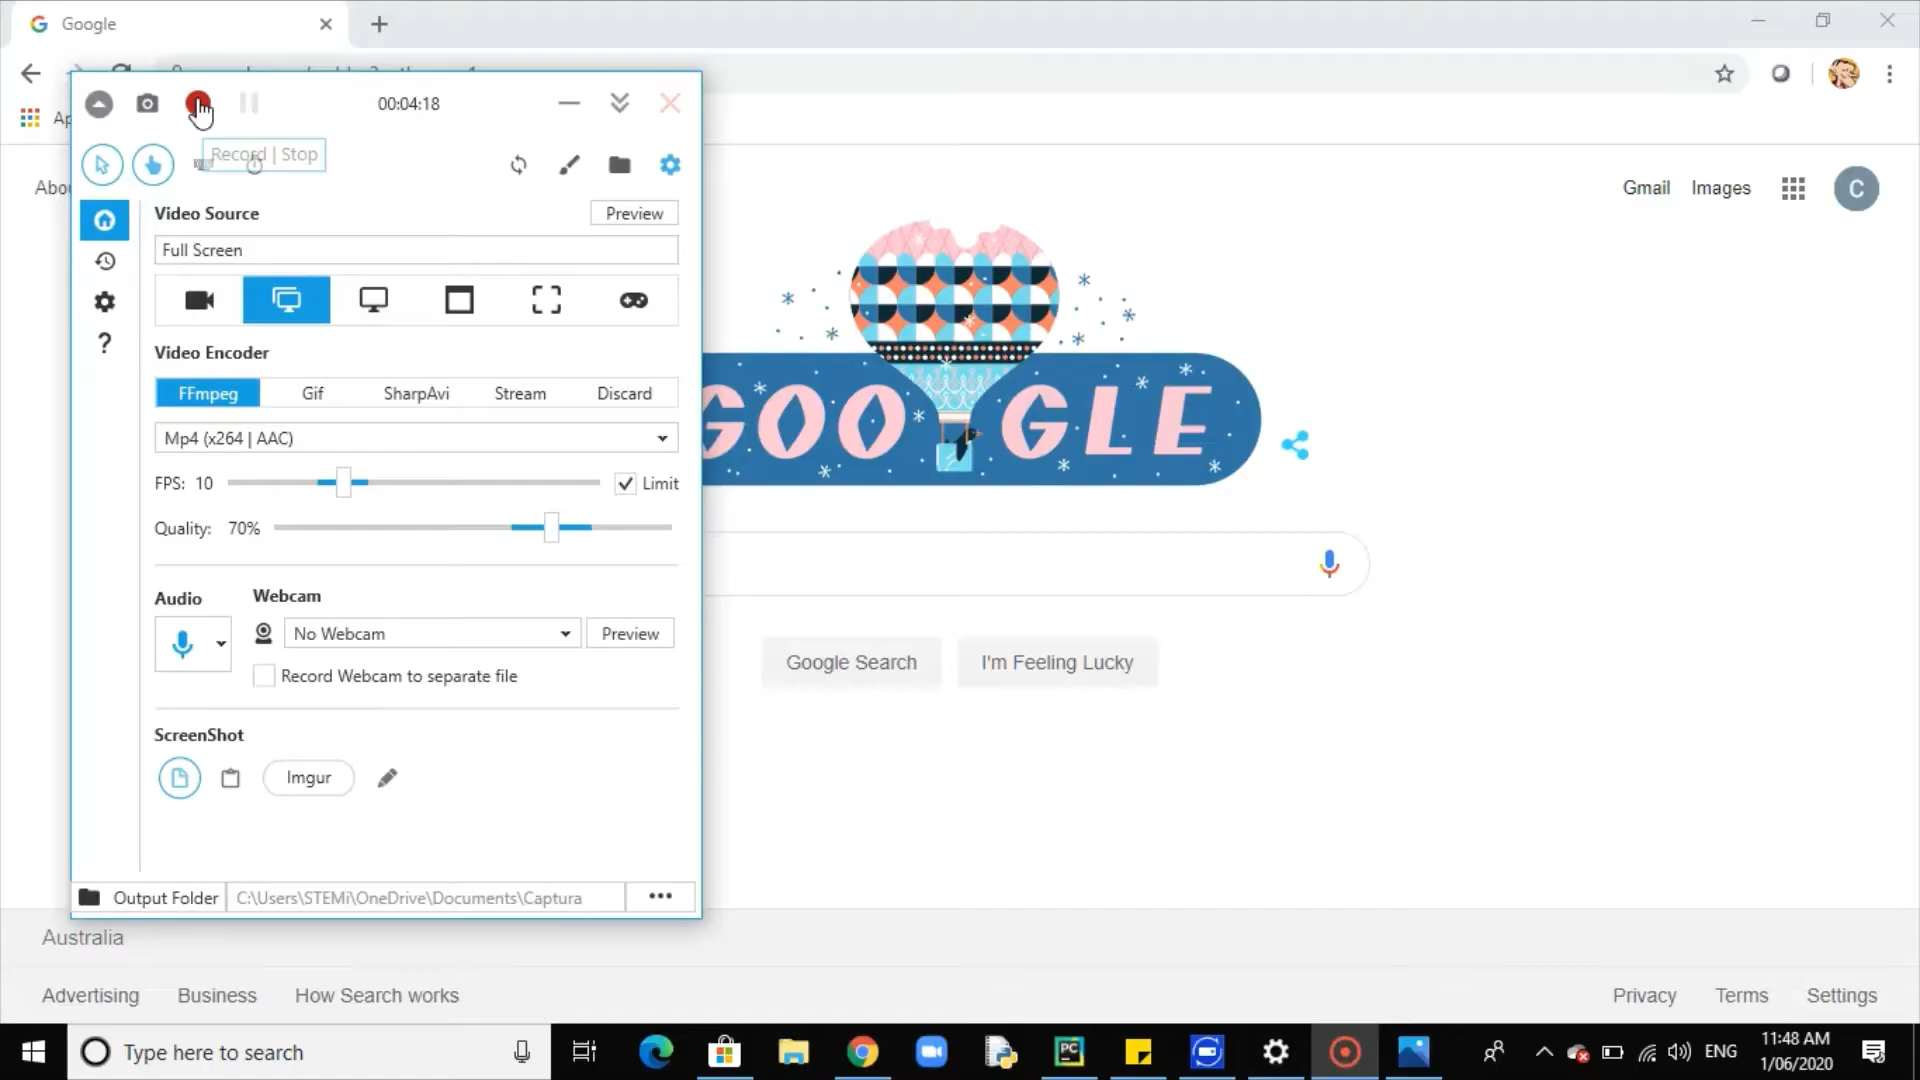 Google
00:04:18
Record | Stop
Video Source
Preview
Full Screen
Video Encoder
FFmpeg Gif SharpAvi Stream Discard
Mp4 (x264 | AAC)
FPS: 10 Limit
Quality: 70%
Audio Webcam
No Webcam Preview
Record Webcam to separate file
ScreenShot
Imgur
Output Folder C:\Users\STEMi\OneDrive\Documents\Captura •••
Gmail Images C
GOO GLE
Google Search I'm Feeling Lucky
Australia
Advertising Business How Search works Privacy Terms Settings
Type here to search
PC
ENG
11:48 AM
1/06/2020